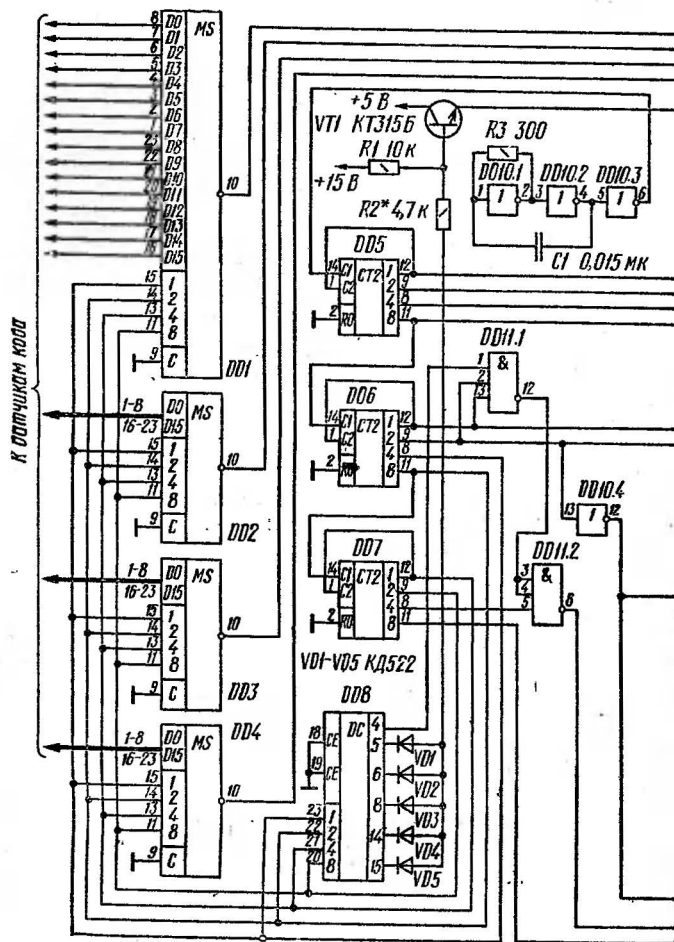 К датчикам кода
8 D0 MS
7 D1
6 D2
5 D3
4 D4
D5
2 D6
1 D7
23 D8
22 D9
D10
D11
D12
D13
17 D14
16 D15
10
15 1
14 2
13 4
11 8
9 C
DD1
1-8 D0 MS
16-23 D15
10
15 1
14 2
13 4
11 8
9 C
DD2
1-8 D0 MS
16-23 D15
10
15 1
14 2
13 4
11 8
9 C
DD3
1-8 D0 MS
16-23 D15
DD4
10
15 1
14 2
13 4
11 8
9 C
+5 В
VT1 КТ315Б
R1 10к
+15 В
R2* 4,7 к
R3 300
DD10.1
DD10.2
DD10.3
1 1 2 3 1 4 5 1 6
C1 0,015 мк
DD5
14 C1 CT2 1 12
1 C2 2 9
4 8
2 R0 8 11
DD6
14 C1 CT2 1 12
1 C2 2 9
4 8
2 R0 8 11
DD7
14 C1 CT2 1 12
1 C2 2 9
4 8
2 R0 8 11
DD11.1
1 &
2
13
12
DD10.4
13 1 12
DD11.2
3 &
4
5
6
VD1-VD5 КД522
DD8
DC 4
18 CE 5
VD1
19 CE 6
VD2
8
VD3
23 1
22 2 14
VD4
21 4
20 8 15
VD5